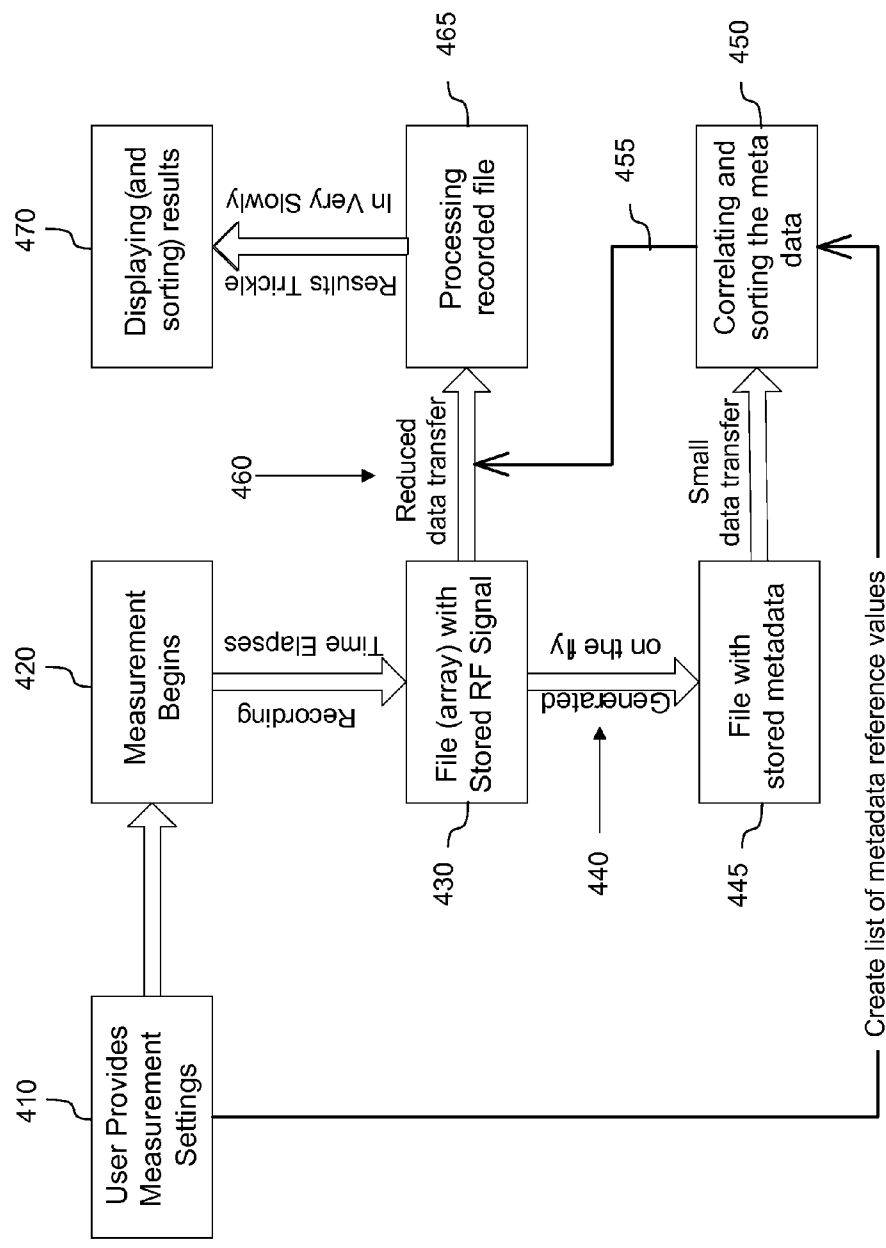 410
User Provides
Measurement
Settings
420
Measurement
Begins
Recording
Time Elapses
430
File (array) with
Stored RF Signal
440
Generated
on the fly
445
File with
stored metadata
Small
data transfer
450
Correlating and
sorting the meta
data
455
460
Reduced
data transfer
465
Processing
recorded file
Results Trickle
In Very Slowly
470
Displaying (and
sorting) results
Create list of metadata reference values